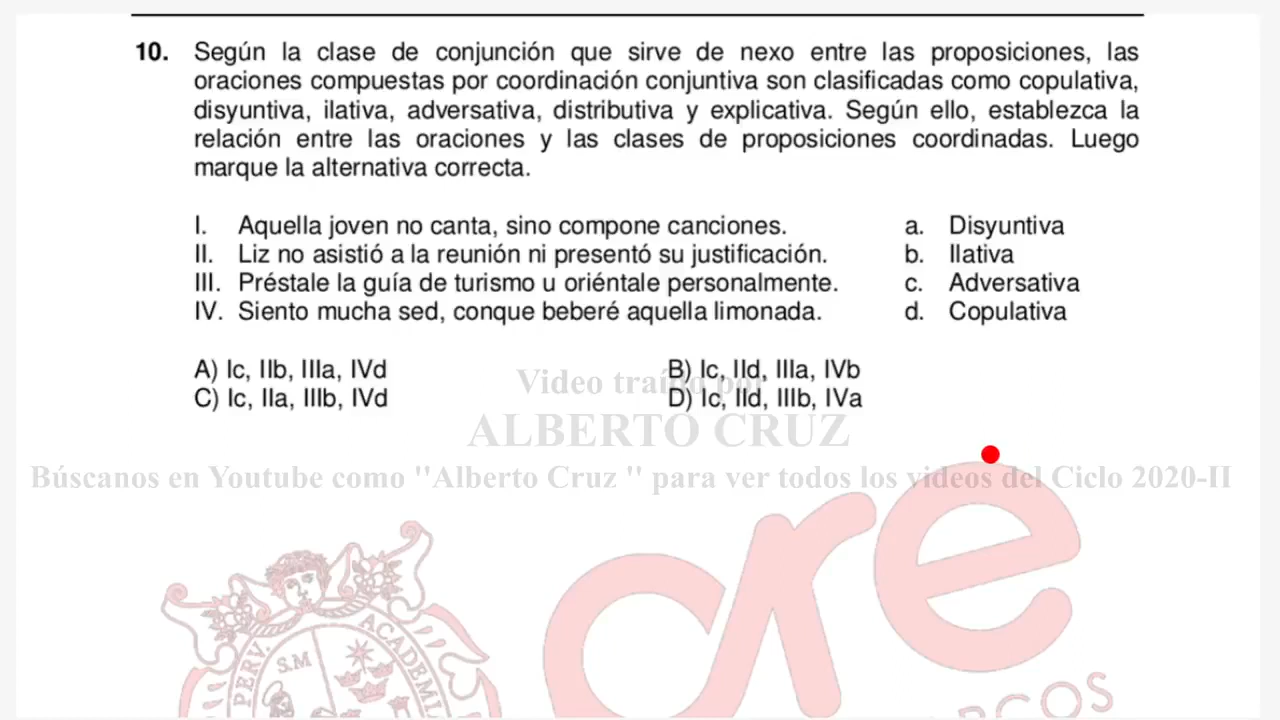 10. Según la clase de conjunción que sirve de nexo entre las proposiciones, las
oraciones compuestas por coordinación conjuntiva son clasificadas como copulativa,
disyuntiva, ilativa, adversativa, distributiva y explicativa. Según ello, establezca la
relación entre las oraciones y las clases de proposiciones coordinadas. Luego
marque la alternativa correcta.
I. Aquella joven no canta, sino compone canciones. a. Disyuntiva
II. Liz no asistió a la reunión ni presentó su justificación. b. Ilativa
III. Préstale la guía de turismo u oriéntale personalmente. c. Adversativa
IV. Siento mucha sed, conque beberé aquella limonada. d. Copulativa
A) Ic, IIb, IIIa, IVd B) Ic, IId, IIIa, IVb
Video traído por
C) Ic, IIa, IIIb, IVd D) Ic, IId, IIIb, IVa
ALBERTO CRUZ
Búscanos en Youtube como "Alberto Cruz " para ver todos los videos del Ciclo 2020-II
cre
ACADEMI
PERV.
S.M